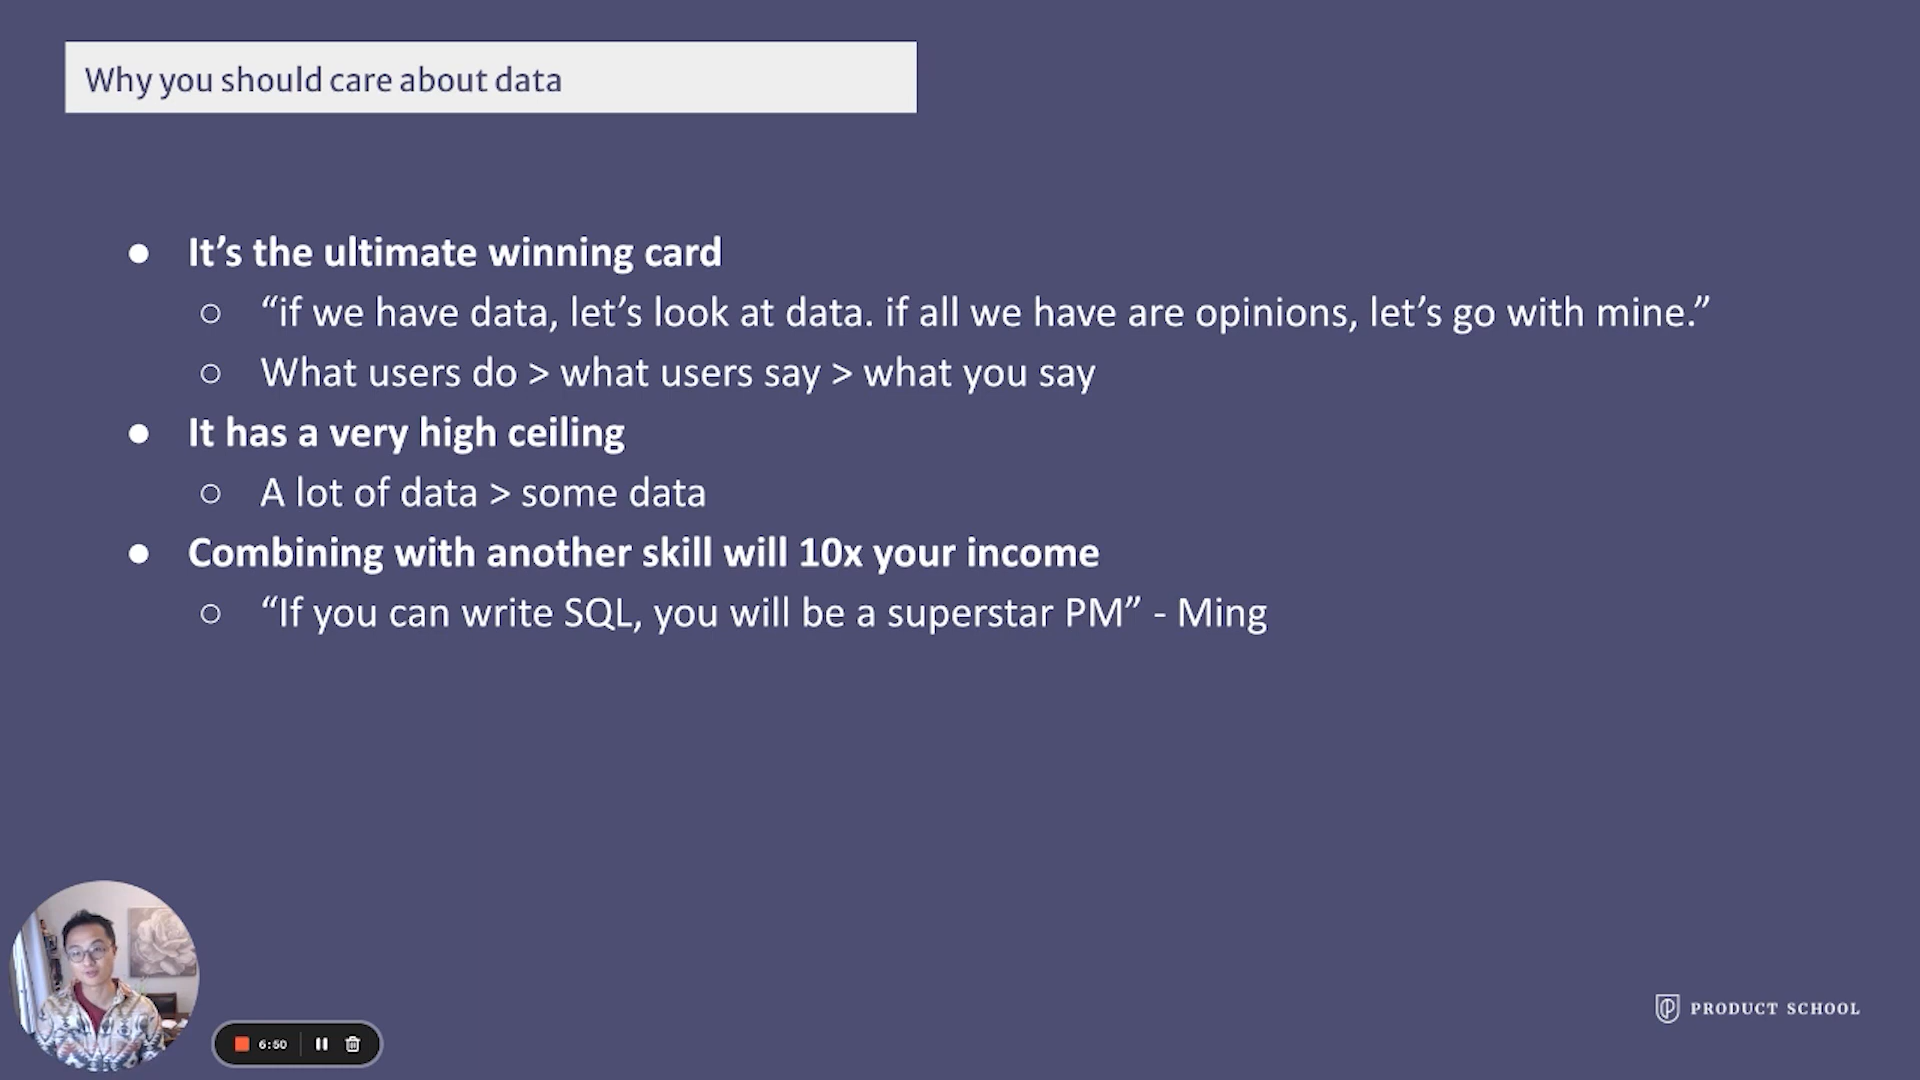 Why you should care about data
● It’s the ultimate winning card
○ “if we have data, let’s look at data. if all we have are opinions, let’s go with mine.”
○ What users do > what users say > what you say
● It has a very high ceiling
○ A lot of data > some data
● Combining with another skill will 10x your income
○ “If you can write SQL, you will be a superstar PM” - Ming
6:50
PRODUCT SCHOOL